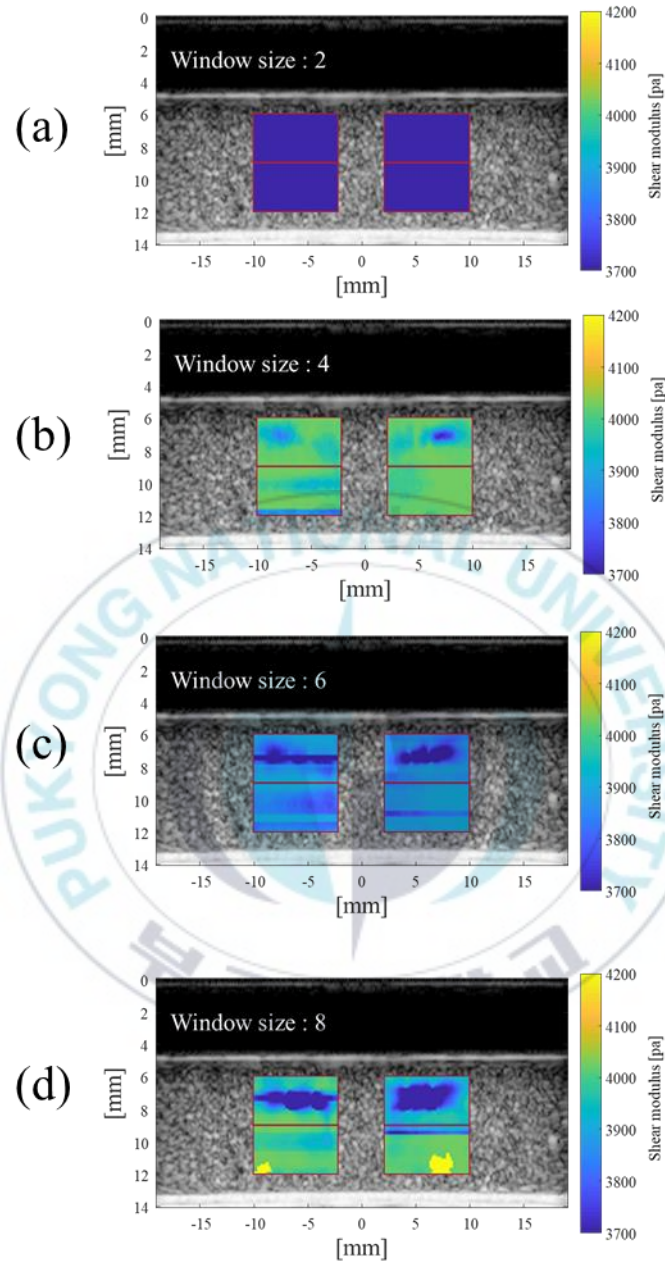 (a)
Window size : 2
[mm]
0
2
4
6
8
10
12
14
-15 -10 -5 0 5 10 15
[mm]
4200
4100
4000
3900
3800
3700
Shear modulus [pa]
(b)
Window size : 4
[mm]
0
2
4
6
8
10
12
14
-15 -10 -5 0 5 10 15
[mm]
4200
4100
4000
3900
3800
3700
Shear modulus [pa]
(c)
Window size : 6
[mm]
0
2
4
6
8
10
12
14
-15 -10 -5 0 5 10 15
[mm]
4200
4100
4000
3900
3800
3700
Shear modulus [pa]
(d)
Window size : 8
[mm]
0
2
4
6
8
10
12
14
-15 -10 -5 0 5 10 15
[mm]
4200
4100
4000
3900
3800
3700
Shear modulus [pa]
PUKYONG NATIONAL UNIVERSITY